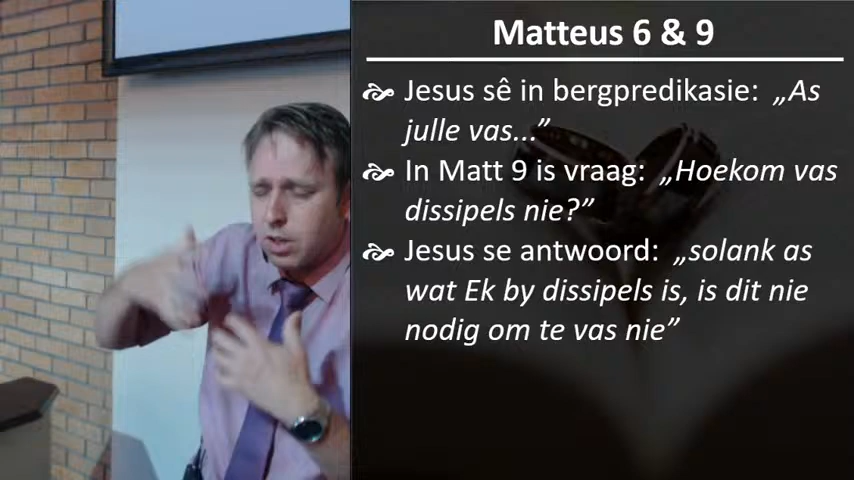 Matteus 6 & 9
Jesus sê in bergpredikasie: „As
julle vas...”
In Matt 9 is vraag: „Hoekom vas
dissipels nie?”
Jesus se antwoord: „solank as
wat Ek by dissipels is, is dit nie
nodig om te vas nie”